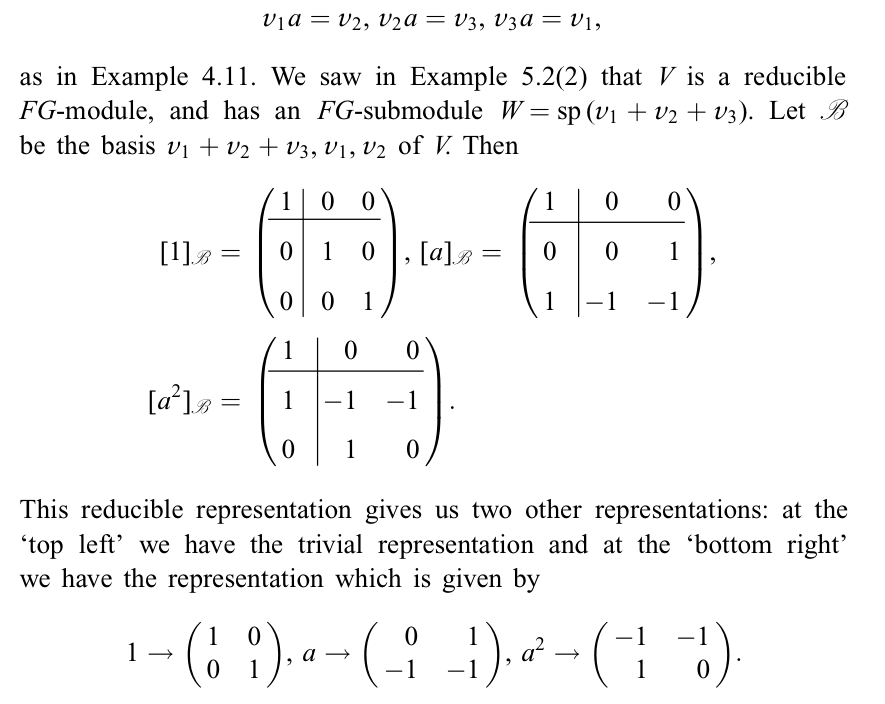 v₁a = v₂, v₂a = v₃, v₃a = v₁,
as in Example 4.11. We saw in Example 5.2(2) that V is a reducible
FG-module, and has an FG-submodule W = sp (v₁ + v₂ + v₃). Let ℬ
be the basis v₁ + v₂ + v₃, v₁, v₂ of V. Then
[1]ℬ = ( 1 | 0 0 ; 0 | 1 0 ; 0 | 0 1 ), [a]ℬ = ( 1 | 0 0 ; 0 | 0 1 ; 1 | −1 −1 ),
[a²]ℬ = ( 1 | 0 0 ; 1 | −1 −1 ; 0 | 1 0 ).
This reducible representation gives us two other representations: at the
‘top left’ we have the trivial representation and at the ‘bottom right’
we have the representation which is given by
1 → ( 1 0 ; 0 1 ), a → ( 0 1 ; −1 −1 ), a² → ( −1 −1 ; 1 0 ).